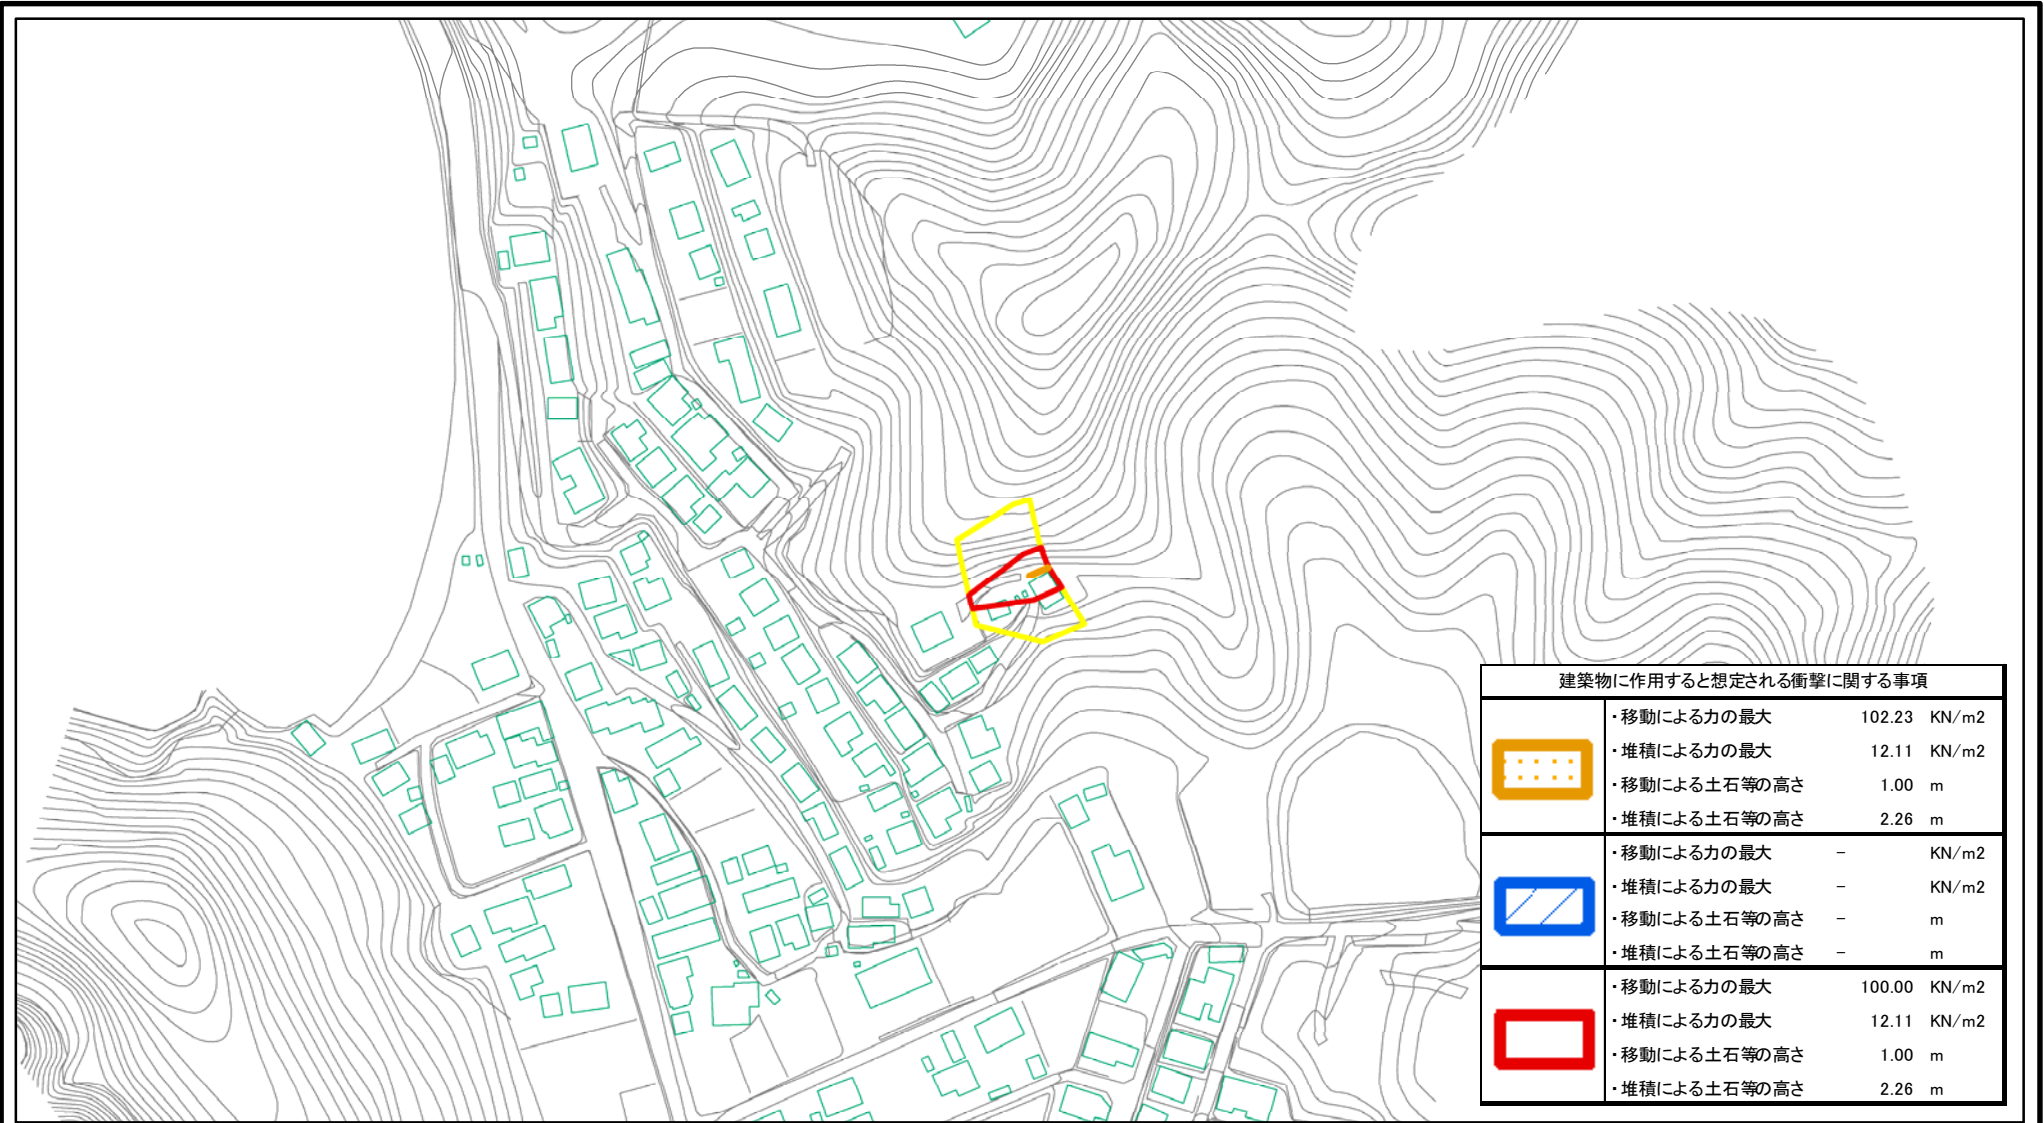 建築物に作用すると想定される衝撃に関する事項
・移動による力の最大 102.23 KN/m2
・堆積による力の最大 12.11 KN/m2
・移動による土石等の高さ 1.00 m
・堆積による土石等の高さ 2.26 m
・移動による力の最大 − KN/m2
・堆積による力の最大 − KN/m2
・移動による土石等の高さ − m
・堆積による土石等の高さ − m
・移動による力の最大 100.00 KN/m2
・堆積による力の最大 12.11 KN/m2
・移動による土石等の高さ 1.00 m
・堆積による土石等の高さ 2.26 m